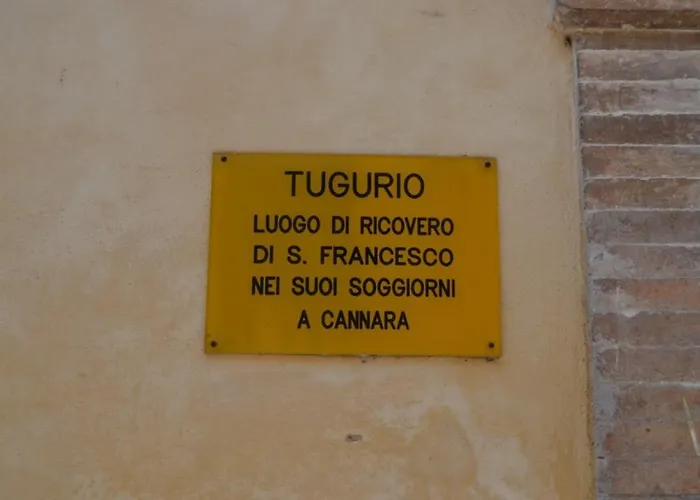 TUGURIO
LUOGO DI RICOVERO
DI S. FRANCESCO
NEI SUOI SOGGIORNI
A CANNARA